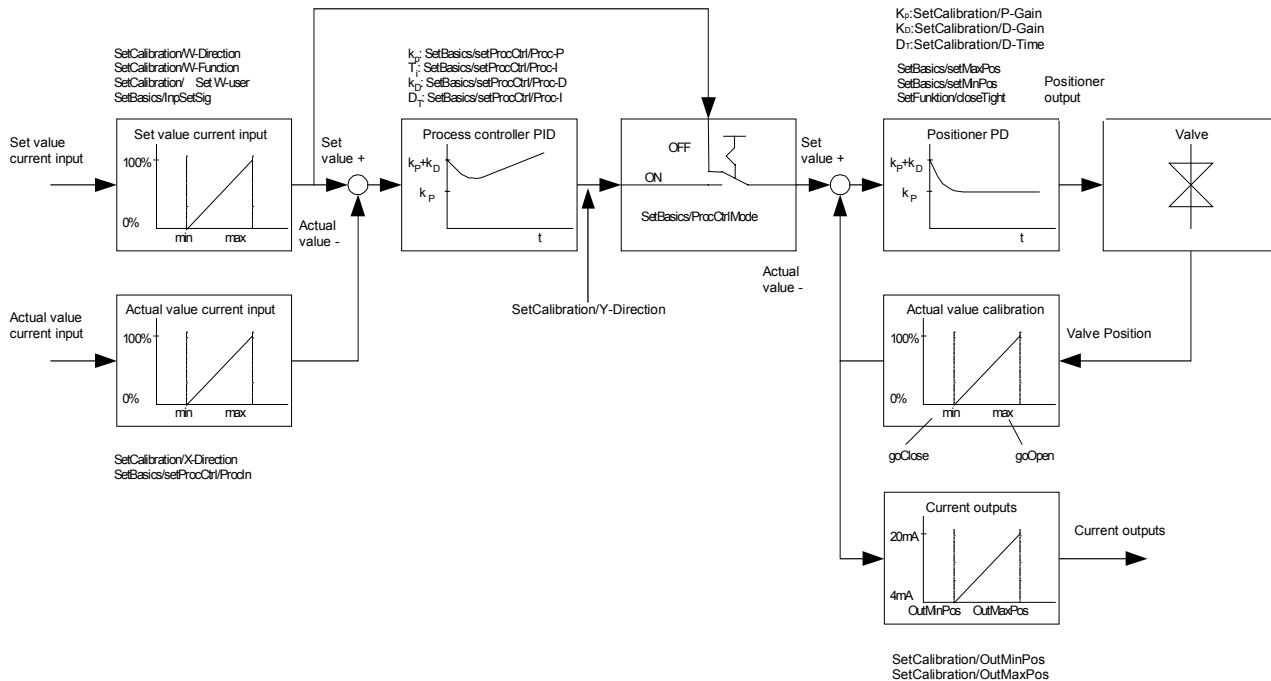 SetCalibration/W-Direction
SetCalibration/W-Function
SetCalibration/ Set W-user
SetBasics/InpSetSig
kp: SetBasics/setProcCtrl/Proc-P
Ti: SetBasics/setProcCtrl/Proc-I
kD: SetBasics/setProcCtrl/Proc-D
DT: SetBasics/setProcCtrl/Proc-I
KP:SetCalibration/P-Gain
KD:SetCalibration/D-Gain
DT:SetCalibration/D-Time
SetBasics/setMaxPos
SetBasics/setMinPos
SetFunktion/closeTight
Positioner
output
Set value
current input
Set value current input
100%
0%
min
max
Set
value +
Actual
value -
Process controller PID
kP+kD
kP
t
OFF
ON
SetBasics/ProcCtrlMode
Set
value +
Actual
value -
Positioner PD
kP+kD
kP
t
Valve
SetCalibration/Y-Direction
Actual value
current input
Actual value current input
100%
0%
min
max
SetCalibration/X-Direction
SetBasics/setProcCtrl/ProcIn
Actual value calibration
100%
0%
min
max
Valve Position
goClose
goOpen
Current outputs
20mA
4mA
OutMinPos
OutMaxPos
Current outputs
SetCalibration/OutMinPos
SetCalibration/OutMaxPos